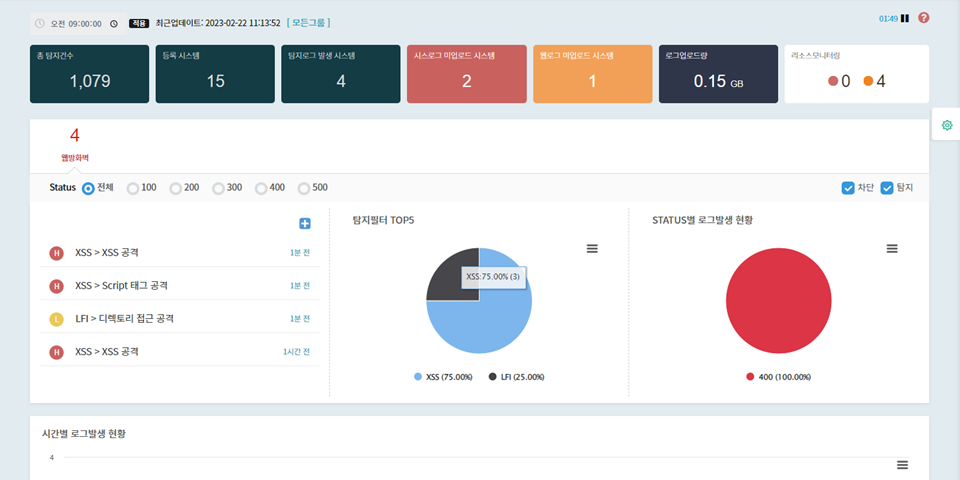 오전 09:00:00 적용 최근업데이트: 2023-02-22 11:13:52 [ 모든그룹 ] 01:49 ?
총 탐지건수
1,079
등록 시스템
15
탐지로그 발생 시스템
4
시스로그 미업로드 시스템
2
웹로그 미업로드 시스템
1
로그업로드량
0.15 GB
리소스모니터링
0 4
4
웹방화벽
Status 전체 100 200 300 400 500 차단 탐지
H XSS > XSS 공격 1분 전
H XSS > Script 태그 공격 1분 전
L LFI > 디렉토리 접근 공격 1분 전
H XSS > XSS 공격 1시간 전
탐지필터 TOP5
XSS:75.00% (3)
XSS (75.00%) LFI (25.00%)
STATUS별 로그발생 현황
400 (100.00%)
시간별 로그발생 현황
4